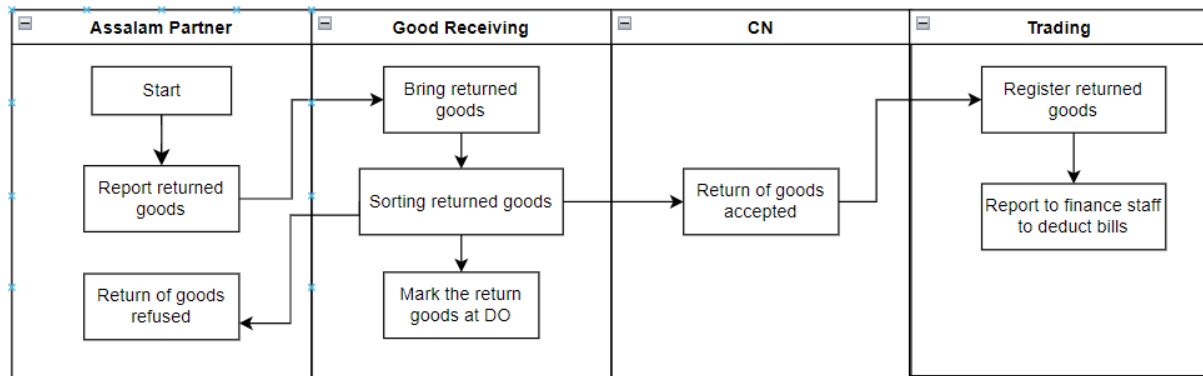 Assalam Partner
Good Receiving
CN
Trading
Start
Report returned
goods
Return of goods
refused
Bring returned
goods
Sorting returned goods
Mark the return
goods at DO
Return of goods
accepted
Register returned
goods
Report to finance staff
to deduct bills